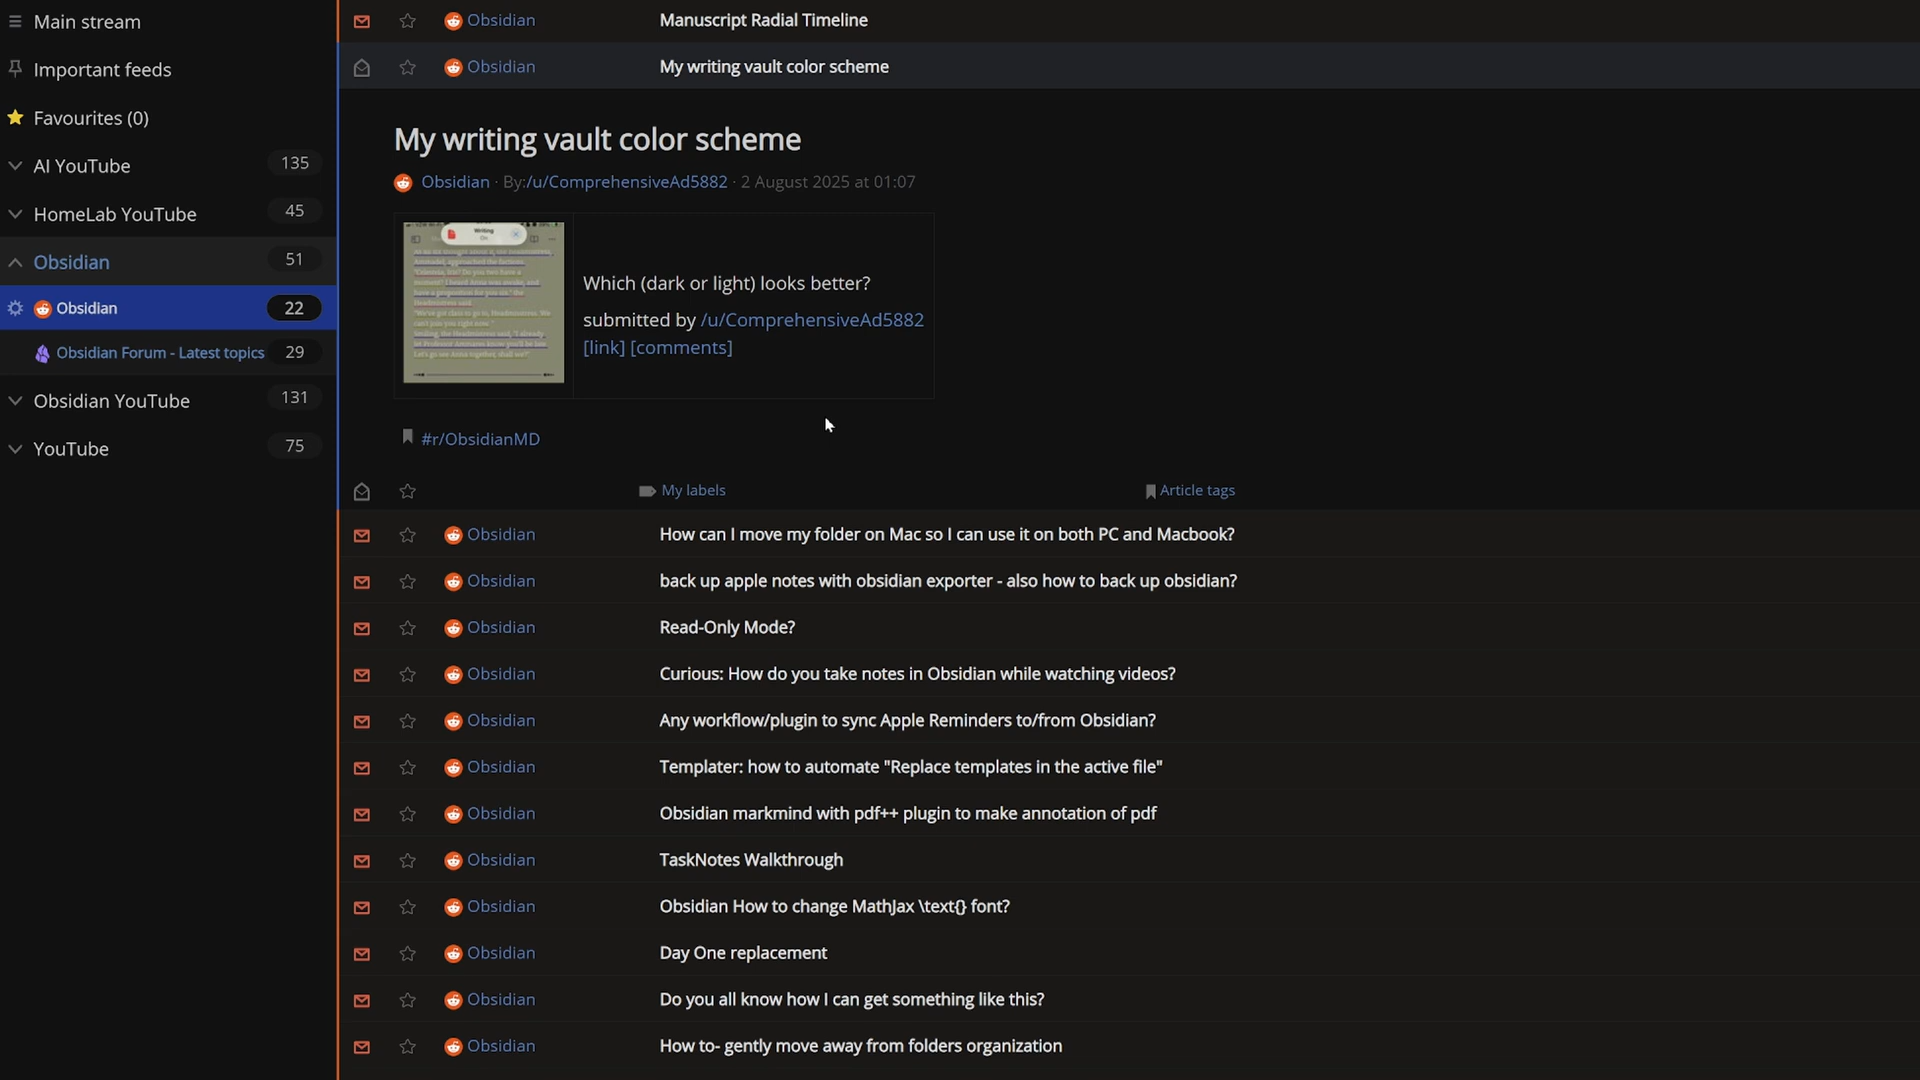 Main stream
Important feeds
Favourites (0)
AI YouTube 135
HomeLab YouTube 45
Obsidian 51
Obsidian 22
Obsidian Forum - Latest topics 29
Obsidian YouTube 131
YouTube 75
Obsidian Manuscript Radial Timeline
Obsidian My writing vault color scheme
My writing vault color scheme
Obsidian · By:/u/ComprehensiveAd5882 · 2 August 2025 at 01:07
Writing
On
Which (dark or light) looks better?
submitted by /u/ComprehensiveAd5882
[link] [comments]
#r/ObsidianMD
My labels Article tags
Obsidian How can I move my folder on Mac so I can use it on both PC and Macbook?
Obsidian back up apple notes with obsidian exporter - also how to back up obsidian?
Obsidian Read-Only Mode?
Obsidian Curious: How do you take notes in Obsidian while watching videos?
Obsidian Any workflow/plugin to sync Apple Reminders to/from Obsidian?
Obsidian Templater: how to automate "Replace templates in the active file"
Obsidian Obsidian markmind with pdf++ plugin to make annotation of pdf
Obsidian TaskNotes Walkthrough
Obsidian Obsidian How to change MathJax \text{} font?
Obsidian Day One replacement
Obsidian Do you all know how I can get something like this?
Obsidian How to- gently move away from folders organization